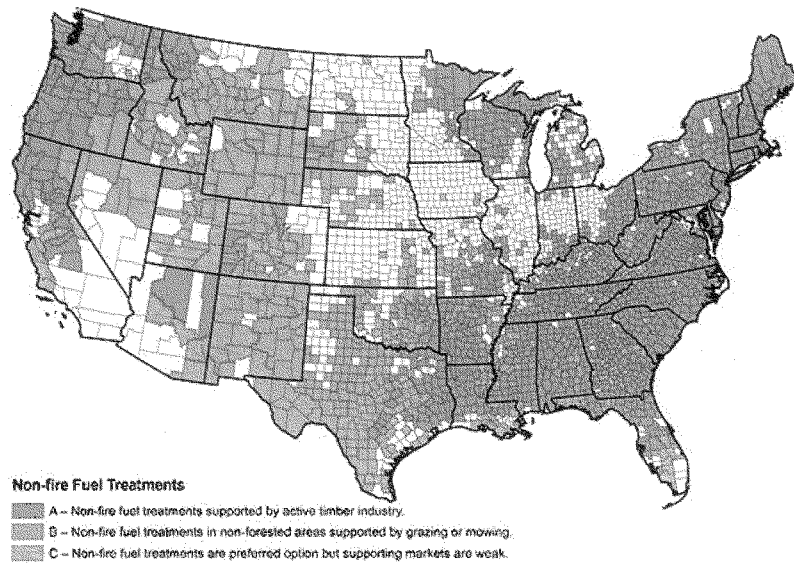 Non-fire Fuel Treatments
A – Non-fire fuel treatments supported by active timber industry.
B – Non-fire fuel treatments in non-forested areas supported by grazing or mowing.
C – Non-fire fuel treatments are preferred option but supporting markets are weak.